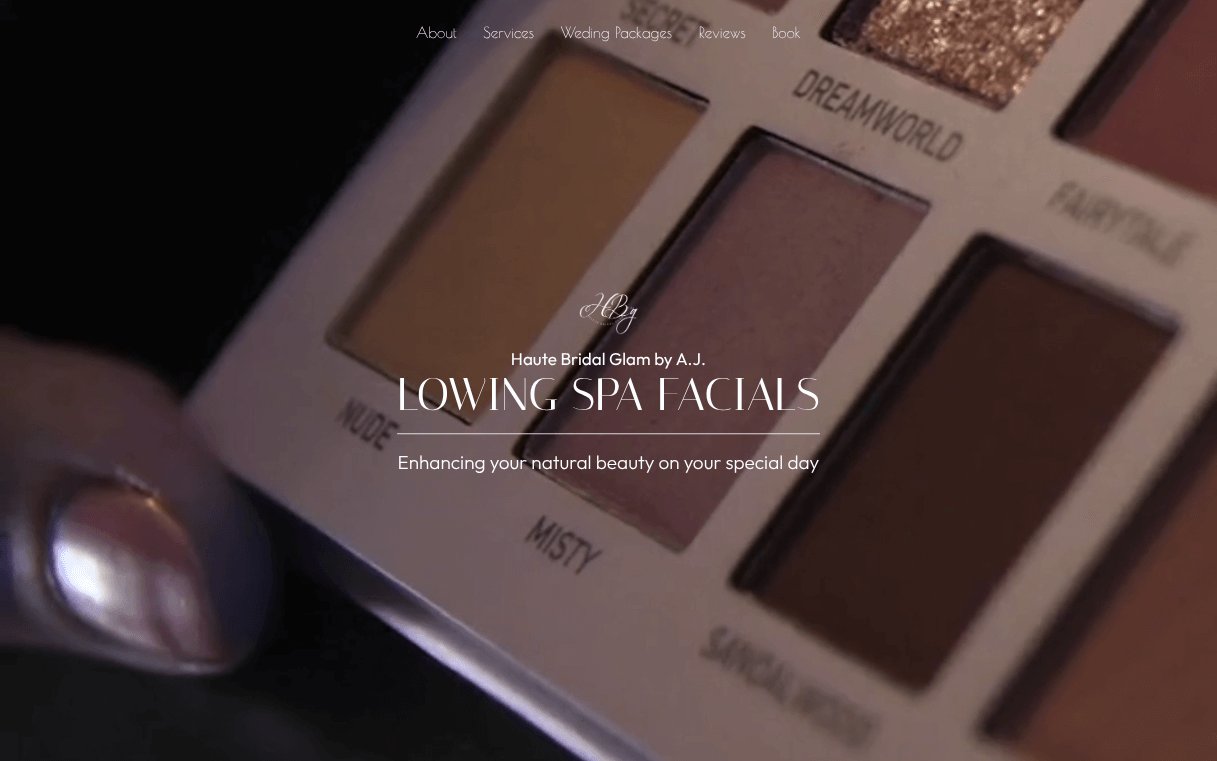 About Services Weding Packages Reviews Book
SECRET
DREAMWORLD
FAIRYTALE
HBg
Haute Bridal Glam by A.J.
LOWING SPA FACIALS
NUDE
Enhancing your natural beauty on your special day
MISTY
SANDALWOOD